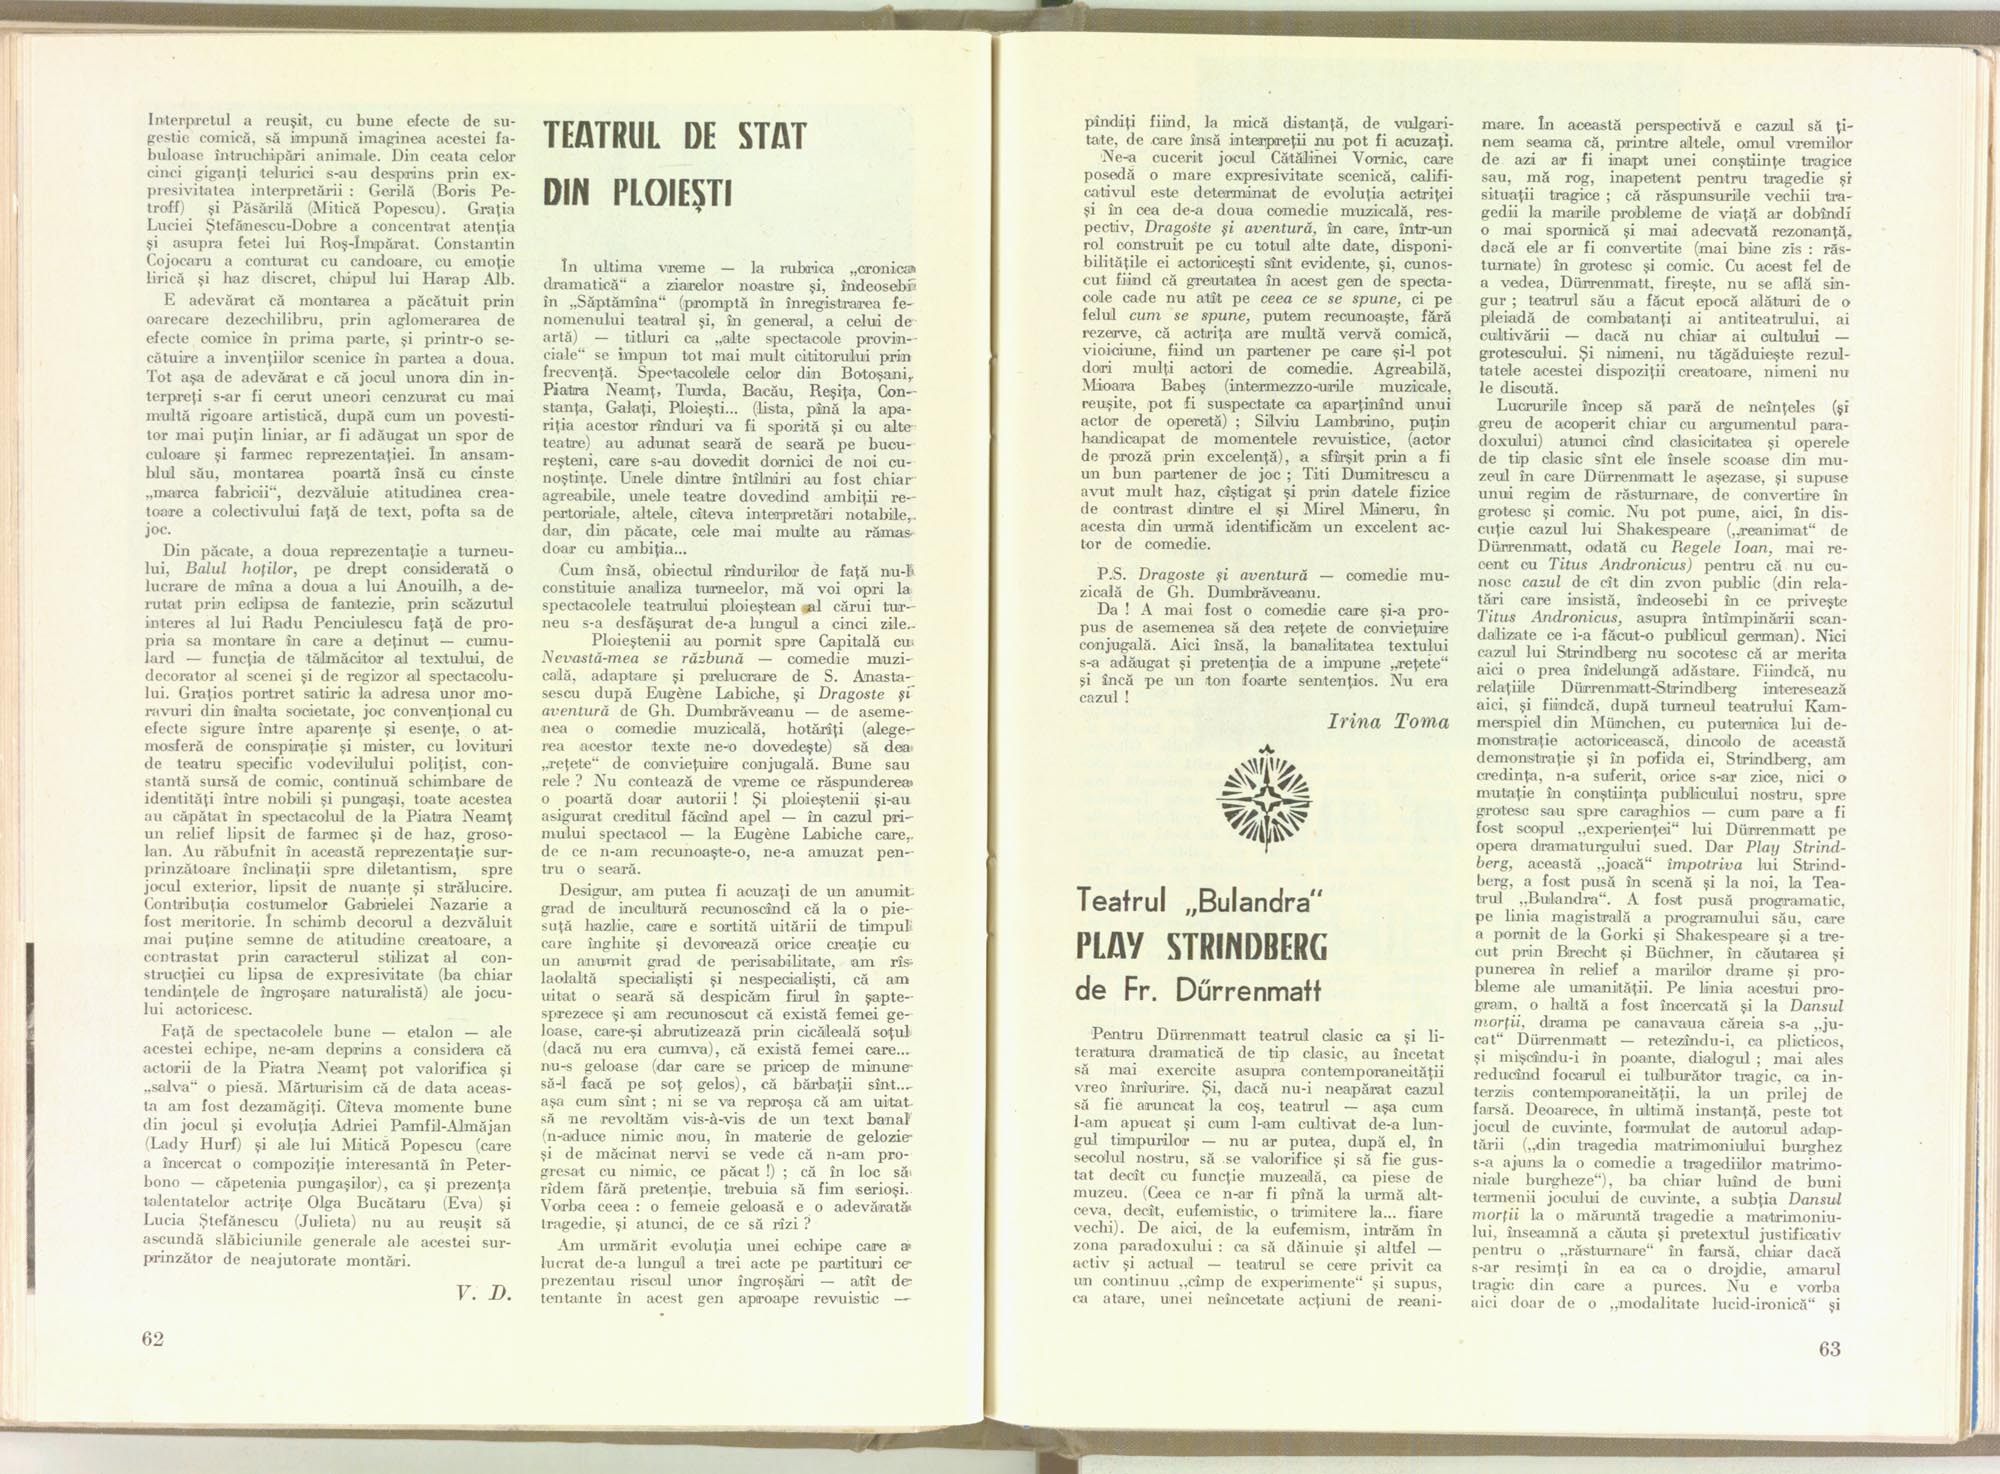 Interpretul a reuşit, cu bune efecte de su-
gestie comică, să impună imaginea acestei fa-
buloase întruchipări animale. Din ceata celor
cinci giganţi telurici s-au desprins prin ex-
presivitatea interpretării : Gerilă (Boris Pe-
troff) şi Păsărilă (Mitică Popescu). Graţia
Luciei Ştefănescu-Dobre a concentrat atenţia
şi asupra fetei lui Roş-Împărat. Constantin
Cojocaru a conturat cu candoare, cu emoţie
lirică şi haz discret, chipul lui Harap Alb.
E adevărat că montarea a păcătuit prin
oarecare dezechilibru, prin aglomerarea de
efecte comice în prima parte, şi printr-o se-
cătuire a invenţiilor scenice în partea a doua.
Tot aşa de adevărat e că jocul unora din in-
terpreţi s-ar fi cerut uneori cenzurat cu mai
multă rigoare artistică, după cum un povesti-
tor mai puţin liniar, ar fi adăugat un spor de
culoare şi farmec reprezentaţiei. În ansam-
blul său, montarea poartă însă cu cinste
„marca fabricii“, dezvăluie atitudinea crea-
toare a colectivului faţă de text, pofta sa de
joc.
Din păcate, a doua reprezentaţie a turneu-
lui, Balul hoţilor, pe drept considerată o
lucrare de mîna a doua a lui Anouilh, a de-
rutat prin eclipsa de fantezie, prin scăzutul
interes al lui Radu Penciulescu faţă de pro-
pria sa montare în care a deţinut — cumu-
lard — funcţia de tălmăcitor al textului, de
decorator al scenei şi de regizor al spectacolu-
lui. Graţios portret satiric la adresa unor mo-
ravuri din înalta societate, joc convenţional cu
efecte sigure între aparenţe şi esenţe, o at-
mosferă de conspiraţie şi mister, cu lovituri
de teatru specific vodevilului poliţist, con-
stantă sursă de comic, continuă schimbare de
identităţi între nobili şi pungaşi, toate acestea
au căpătat în spectacolul de la Piatra Neamţ
un relief lipsit de farmec şi de haz, groso-
lan. Au răbufnit în această reprezentaţie sur-
prinzătoare înclinaţii spre diletantism, spre
jocul exterior, lipsit de nuanţe şi strălucire.
Contribuţia costumelor Gabrielei Nazarie a
fost meritorie. În schimb decorul a dezvăluit
mai puţine semne de atitudine creatoare, a
contrastat prin caracterul stilizat al con-
strucţiei cu lipsa de expresivitate (ba chiar
tendinţele de îngroşare naturalistă) ale jocu-
lui actoricesc.
Faţă de spectacolele bune — etalon — ale
acestei echipe, ne-am deprins a considera că
actorii de la Piatra Neamţ pot valorifica şi
„salva“ o piesă. Mărturisim că de data aceas-
ta am fost dezamăgiţi. Cîteva momente bune
din jocul şi evoluţia Adriei Pamfil-Almăjan
(Lady Hurf) şi ale lui Mitică Popescu (care
a încercat o compoziţie interesantă în Peter-
bono — căpetenia pungaşilor), ca şi prezenţa
talentatelor actriţe Olga Bucătaru (Eva) şi
Lucia Ştefănescu (Julieta) nu au reuşit să
ascundă slăbiciunile generale ale acestei sur-
prinzător de neajutorate montări.
V. D.
62
TEATRUL DE STAT
DIN PLOIEŞTI
În ultima vreme — la rubrica „cronica
dramatică“ a ziarelor noastre şi, îndeosebi
în „Săptămîna“ (promptă în înregistrarea fe-
nomenului teatral şi, în general, a celui de
artă) — titluri ca „alte spectacole provin-
ciale“ se impun tot mai mult cititorului prin
frecvenţă. Spectacolele celor din Botoşani,
Piatra Neamţ, Turda, Bacău, Reşiţa, Con-
stanţa, Galaţi, Ploieşti... (lista, pînă la apa-
riţia acestor rînduri va fi sporită şi cu alte
teatre) au adunat seară de seară pe bucu-
reşteni, care s-au dovedit dornici de noi cu-
noştinţe. Unele dintre întîlniri au fost chiar
agreabile, unele teatre dovedind ambiţii re-
pertoriale, altele, cîteva interpretări notabile,
dar, din păcate, cele mai multe au rămas
doar cu ambiţia...
Cum însă, obiectul rîndurilor de faţă nu-l
constituie analiza turneelor, mă voi opri la
spectacolele teatrului ploieştean al cărui tur-
neu s-a desfăşurat de-a lungul a cinci zile.
Ploieştenii au pornit spre Capitală cu
Nevastă-mea se răzbună — comedie muzi-
cală, adaptare şi prelucrare de S. Anasta-
sescu după Eugène Labiche, şi Dragoste şi
aventură de Gh. Dumbrăveanu — de aseme-
nea o comedie muzicală, hotărîţi (alege-
rea acestor texte ne-o dovedeşte) să dea
„reţete“ de convieţuire conjugală. Bune sau
rele ? Nu contează de vreme ce răspunderea
o poartă doar autorii ! Şi ploieştenii şi-au
asigurat creditul făcînd apel — în cazul pri-
mului spectacol — la Eugène Labiche care,
de ce n-am recunoaşte-o, ne-a amuzat pen-
tru o seară.
Desigur, am putea fi acuzaţi de un anumit
grad de incultură recunoscînd că la o pie-
suţă hazlie, care e sortită uitării de timpul
care înghite şi devorează orice creaţie cu
un anumit grad de perisabilitate, am rîs
laolaltă specialişti şi nespecialişti, că am
uitat o seară să despicăm firul în şapte-
sprezece şi am recunoscut că există femei ge-
loase, care-şi abrutizează prin cicăleală soţul
(dacă nu era cumva), că există femei care...
nu-s geloase (dar care se pricep de minune
să-l facă pe soţ gelos), că bărbaţii sînt...
aşa cum sînt ; ni se va reproşa că am uitat
să ne revoltăm vis-à-vis de un text banal
(n-aduce nimic nou, în materie de gelozie
şi de măcinat nervi se vede că n-am pro-
gresat cu nimic, ce păcat !) ; că în loc să
rîdem fără pretenţie, trebuia să fim serioşi.
Vorba ceea : o femeie geloasă e o adevărată
tragedie, şi atunci, de ce să rîzi ?
Am urmărit evoluţia unei echipe care a
lucrat de-a lungul a trei acte pe partituri ce
prezentau riscul unor îngroşări — atît de
tentante în acest gen aproape revuistic —
pîndiţi fiind, la mică distanţă, de vulgari-
tate, de care însă interpreţii nu pot fi acuzaţi.
Ne-a cucerit jocul Cătălinei Vornic, care
posedă o mare expresivitate scenică, califi-
cativul este determinat de evoluţia actriţei
şi în cea de-a doua comedie muzicală, res-
pectiv, Dragoste şi aventură, în care, într-un
rol construit pe cu totul alte date, disponi-
bilităţile ei actoriceşti sînt evidente, şi, cunos-
cut fiind că greutatea în acest gen de specta-
cole cade nu atît pe ceea ce se spune, ci pe
felul cum se spune, putem recunoaşte, fără
rezerve, că actriţa are multă vervă comică,
vioiciune, fiind un partener pe care şi-l pot
dori mulţi actori de comedie. Agreabilă,
Mioara Babeş (intermezzo-urile muzicale,
reuşite, pot fi suspectate ca aparţinînd unui
actor de operetă) ; Silviu Lambrino, puţin
handicapat de momentele revuistice, (actor
de proză prin excelenţă), a sfîrşit prin a fi
un bun partener de joc ; Titi Dumitrescu a
avut mult haz, cîştigat şi prin datele fizice
de contrast dintre el şi Mirel Mineru, în
acesta din urmă identificăm un excelent ac-
tor de comedie.
P.S. Dragoste şi aventură — comedie mu-
zicală de Gh. Dumbrăveanu.
Da ! A mai fost o comedie care şi-a pro-
pus de asemenea să dea reţete de convieţuire
conjugală. Aici însă, la banalitatea textului
s-a adăugat şi pretenţia de a impune „reţete“
şi încă pe un ton foarte sentenţios. Nu era
cazul !
Irina Toma
Teatrul „Bulandra“
PLAY STRINDBERG
de Fr. Dürrenmatt
Pentru Dürrenmatt teatrul clasic ca şi li-
teratura dramatică de tip clasic, au încetat
să mai exercite asupra contemporaneităţii
vreo înrîurire. Şi, dacă nu-i neapărat cazul
să fie aruncat la coş, teatrul — aşa cum
l-am apucat şi cum l-am cultivat de-a lun-
gul timpurilor — nu ar putea, după el, în
secolul nostru, să se valorifice şi să fie gus-
tat decît cu funcţie muzeală, ca piese de
muzeu. (Ceea ce n-ar fi pînă la urmă alt-
ceva, decît, eufemistic, o trimitere la... fiare
vechi). De aici, de la eufemism, intrăm în
zona paradoxului : ca să dăinuie şi altfel —
activ şi actual — teatrul se cere privit ca
un continuu „cîmp de experimente“ şi supus,
ca atare, unei neîncetate acţiuni de reani-
mare. În această perspectivă e cazul să ţi-
nem seama că, printre altele, omul vremilor
de azi ar fi inapt unei conştiinţe tragice
sau, mă rog, inapetent pentru tragedie şi
situaţii tragice ; că răspunsurile vechii tra-
gedii la marile probleme de viaţă ar dobîndi
o mai spornică şi mai adecvată rezonanţă,
dacă ele ar fi convertite (mai bine zis : răs-
turnate) în grotesc şi comic. Cu acest fel de
a vedea, Dürrenmatt, fireşte, nu se află sin-
gur ; teatrul său a făcut epocă alături de o
pleiadă de combatanţi ai antiteatrului, ai
cultivării — dacă nu chiar ai cultului —
grotescului. Şi nimeni, nu tăgăduieşte rezul-
tatele acestei dispoziţii creatoare, nimeni nu
le discută.
Lucrurile încep să pară de neînţeles (şi
greu de acoperit chiar cu argumentul para-
doxului) atunci cînd clasicitatea şi operele
de tip clasic sînt ele însele scoase din mu-
zeul în care Dürrenmatt le aşezase, şi supuse
unui regim de răsturnare, de convertire în
grotesc şi comic. Nu pot pune, aici, în dis-
cuţie cazul lui Shakespeare („reanimat“ de
Dürrenmatt, odată cu Regele Ioan, mai re-
cent cu Titus Andronicus) pentru că nu cu-
nosc cazul de cît din zvon public (din rela-
tări care insistă, îndeosebi în ce priveşte
Titus Andronicus, asupra întîmpinării scan-
dalizate ce i-a făcut-o publicul german). Nici
cazul lui Strindberg nu socotesc că ar merita
aici o prea îndelungă adăstare. Fiindcă, nu
relaţiile Dürrenmatt-Strindberg interesează
aici, şi fiindcă, după turneul teatrului Kam-
merspiel din München, cu puternica lui de-
monstraţie actoricească, dincolo de această
demonstraţie şi în pofida ei, Strindberg, am
credinţa, n-a suferit, orice s-ar zice, nici o
mutaţie în conştiinţa publicului nostru, spre
grotesc sau spre caraghios — cum pare a fi
fost scopul „experienţei“ lui Dürrenmatt pe
opera dramaturgului sued. Dar Play Strind-
berg, această „joacă“ împotriva lui Strind-
berg, a fost pusă în scenă şi la noi, la Tea-
trul „Bulandra“. A fost pusă programatic,
pe linia magistrală a programului său, care
a pornit de la Gorki şi Shakespeare şi a tre-
cut prin Brecht şi Büchner, în căutarea şi
punerea în relief a marilor drame şi pro-
bleme ale umanităţii. Pe linia acestui pro-
gram, o haltă a fost încercată şi la Dansul
morţii, drama pe canavaua căreia s-a „ju-
cat“ Dürrenmatt — retezîndu-i, ca plicticos,
şi mişcîndu-i în poante, dialogul ; mai ales
reducînd focarul ei tulburător tragic, ca in-
terzis contemporaneităţii, la un prilej de
farsă. Deoarece, în ultimă instanţă, peste tot
jocul de cuvinte, formulat de autorul adap-
tării („din tragedia matrimoniului burghez
s-a ajuns la o comedie a tragediilor matrimo-
niale burgheze“), ba chiar luînd de buni
termenii jocului de cuvinte, a subţia Dansul
morţii la o măruntă tragedie a matrimoniu-
lui, înseamnă a căuta şi pretextul justificativ
pentru o „răsturnare“ în farsă, chiar dacă
s-ar resimţi în ea ca o drojdie, amarul
tragic din care a purces. Nu e vorba
aici doar de o „modalitate lucid-ironică“ şi
63